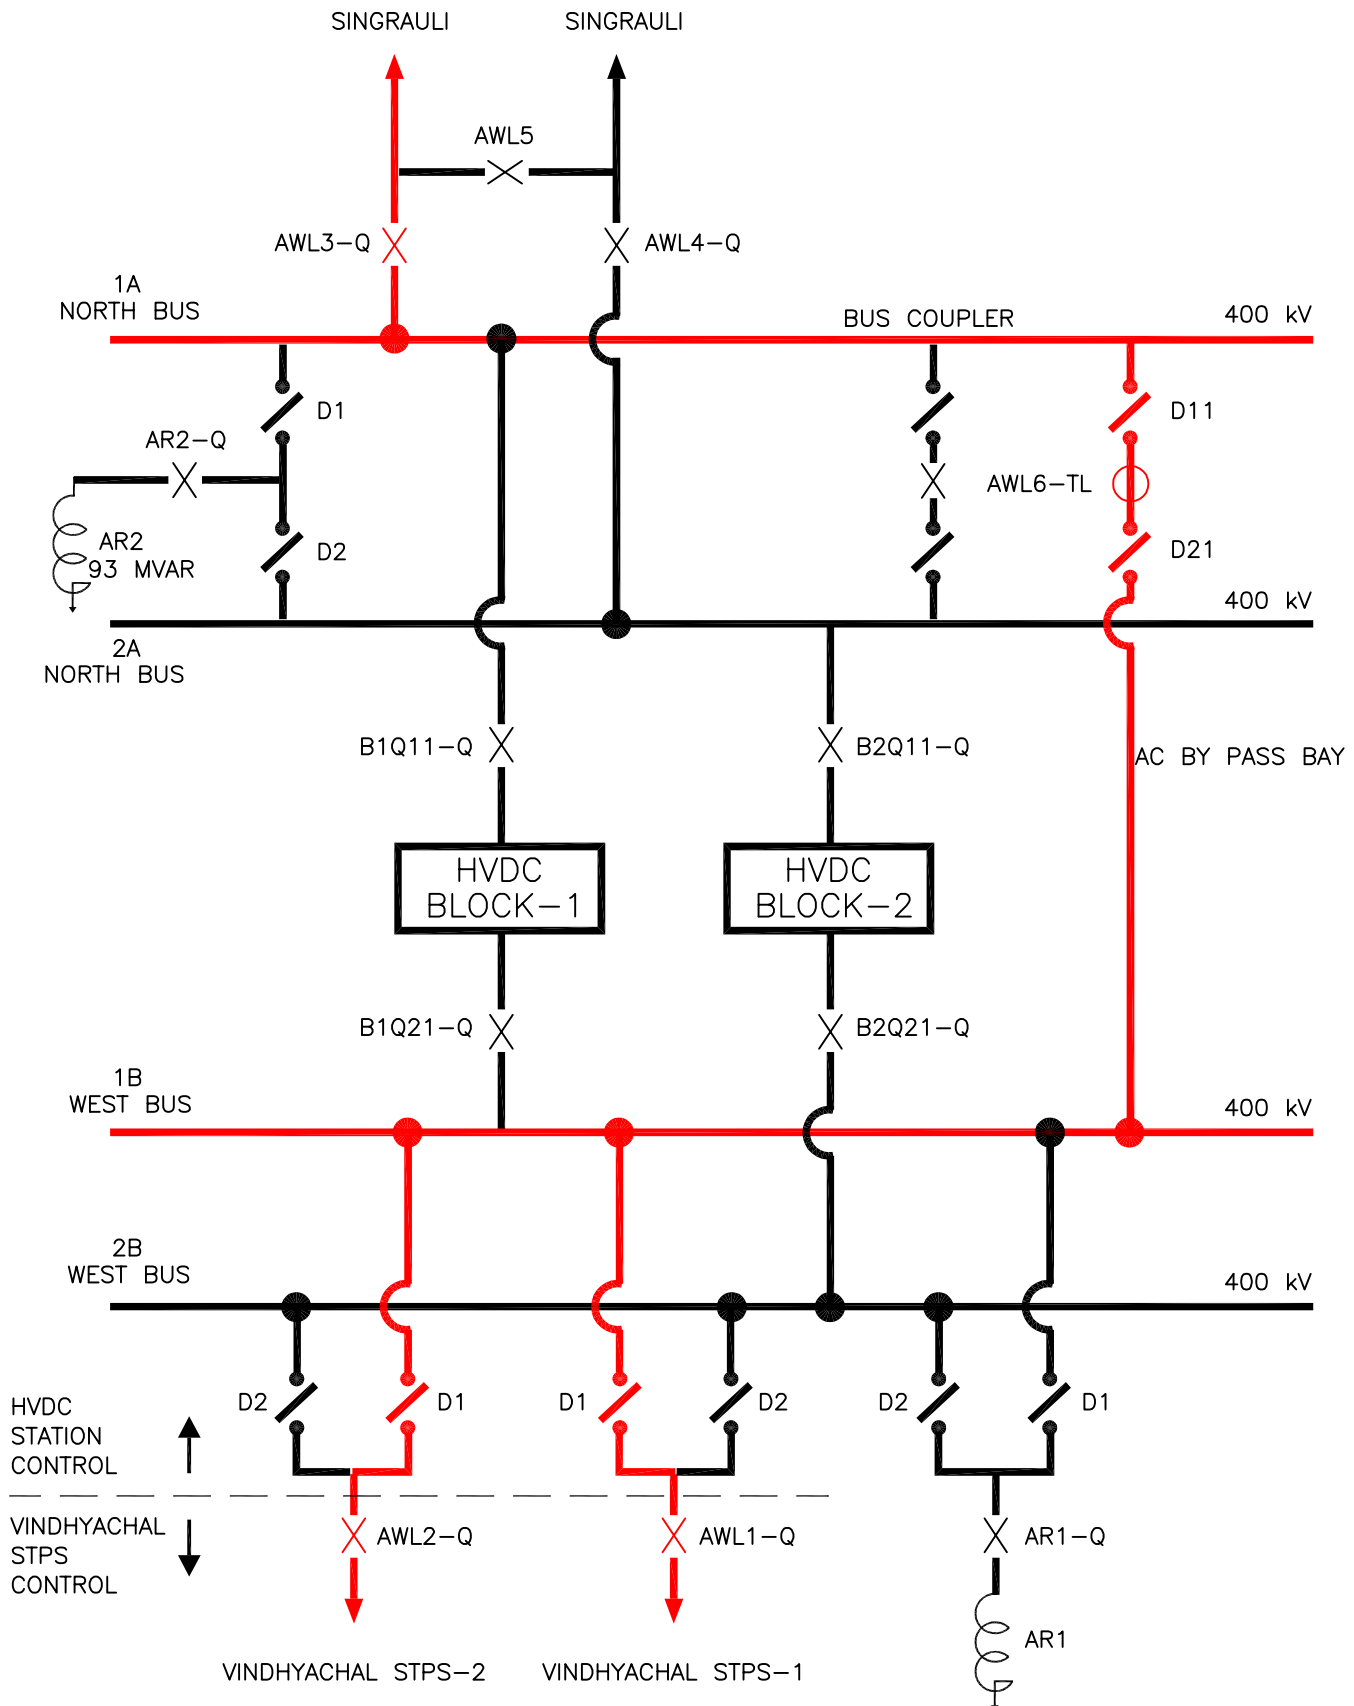 SINGRAULI
SINGRAULI
AWL5
AWL3-Q
AWL4-Q
1A
NORTH BUS
BUS COUPLER
400 kV
D1
D11
AR2-Q
AWL6-TL
AR2
93 MVAR
D2
D21
400 kV
2A
NORTH BUS
B1Q11-Q
B2Q11-Q
AC BY PASS BAY
HVDC
BLOCK-1
HVDC
BLOCK-2
B1Q21-Q
B2Q21-Q
1B
WEST BUS
400 kV
2B
WEST BUS
400 kV
D2
D1
D1
D2
D2
D1
HVDC
STATION
CONTROL
VINDHYACHAL
STPS
CONTROL
AWL2-Q
AWL1-Q
AR1-Q
AR1
VINDHYACHAL STPS-2
VINDHYACHAL STPS-1